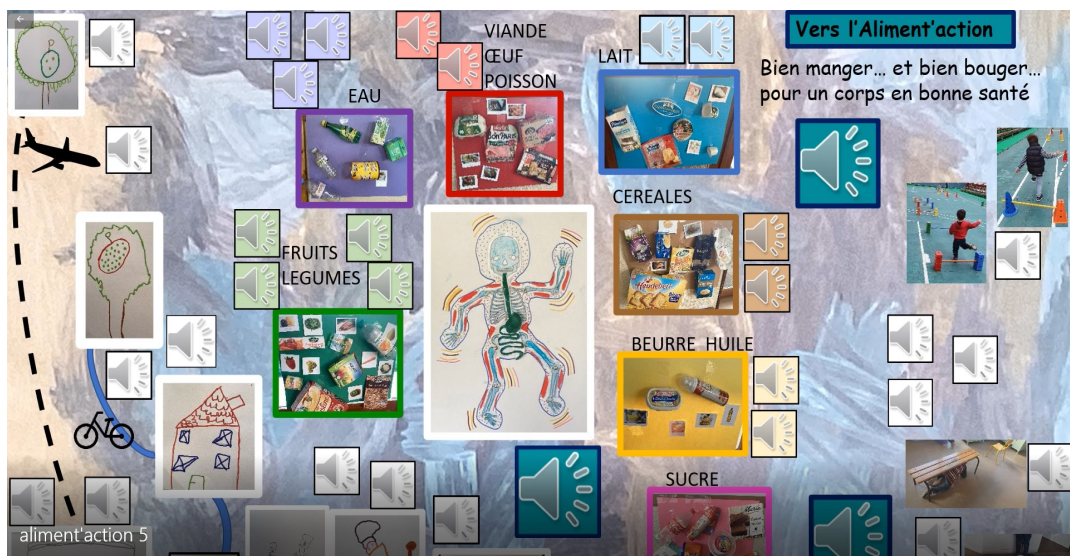 Vers l'Aliment'action
Bien manger... et bien bouger...
pour un corps en bonne santé
VIANDE
ŒUF
POISSON
LAIT
EAU
CEREALES
FRUITS
LEGUMES
BEURRE HUILE
SUCRE
aliment'action 5